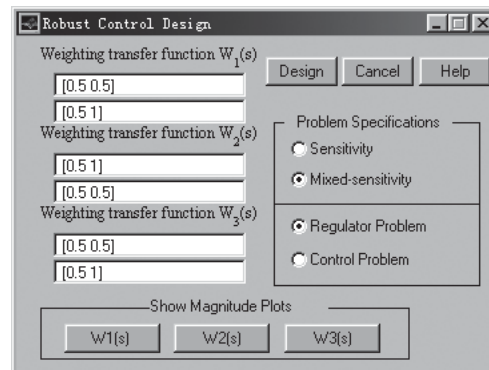 Robust Control Design
Weighting transfer function W1(s)
[0.5 0.5]
[0.5 1]
Weighting transfer function W2(s)
[0.5 1]
[0.5 0.5]
Weighting transfer function W3(s)
[0.5 0.5]
[0.5 1]
Design Cancel Help
Problem Specifications
Sensitivity
Mixed-sensitivity
Regulator Problem
Control Problem
Show Magnitude Plots
W1(s) W2(s) W3(s)